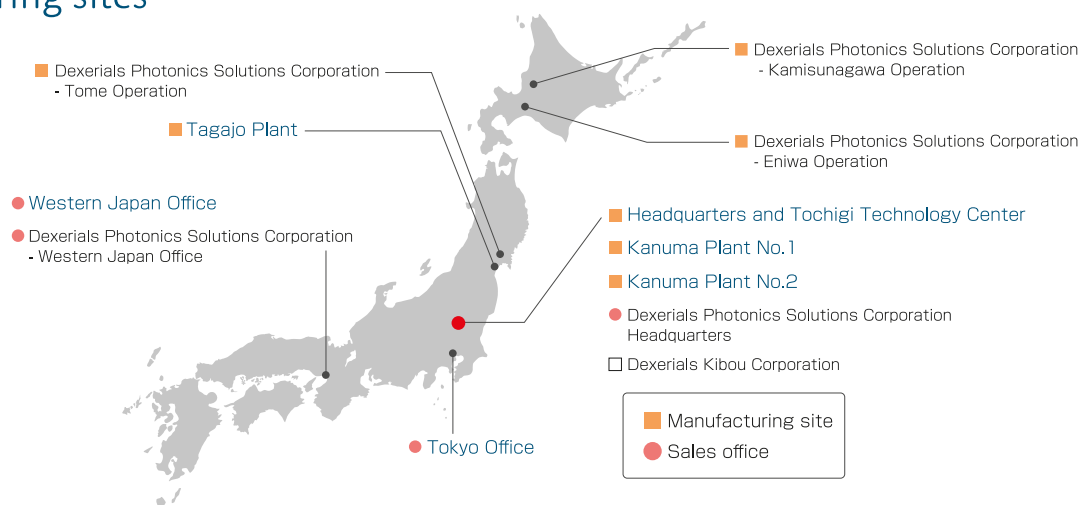 ring sites
Dexerials Photonics Solutions Corporation
- Tome Operation
Tagajo Plant
Western Japan Office
Dexerials Photonics Solutions Corporation
- Western Japan Office
Dexerials Photonics Solutions Corporation
- Kamisunagawa Operation
Dexerials Photonics Solutions Corporation
- Eniwa Operation
Headquarters and Tochigi Technology Center
Kanuma Plant No.1
Kanuma Plant No.2
Dexerials Photonics Solutions Corporation
Headquarters
Dexerials Kibou Corporation
Tokyo Office
Manufacturing site
Sales office